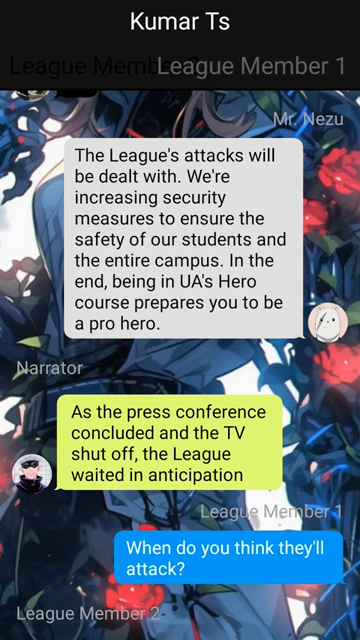 Kumar Ts
League Member 2
League Member 1
Mr. Nezu
The League's attacks will
be dealt with. We're
increasing security
measures to ensure the
safety of our students and
the entire campus. In the
end, being in UA's Hero
course prepares you to be
a pro hero.
Narrator
As the press conference
concluded and the TV
shut off, the League
waited in anticipation
League Member 1
When do you think they'll
attack?
League Member 2